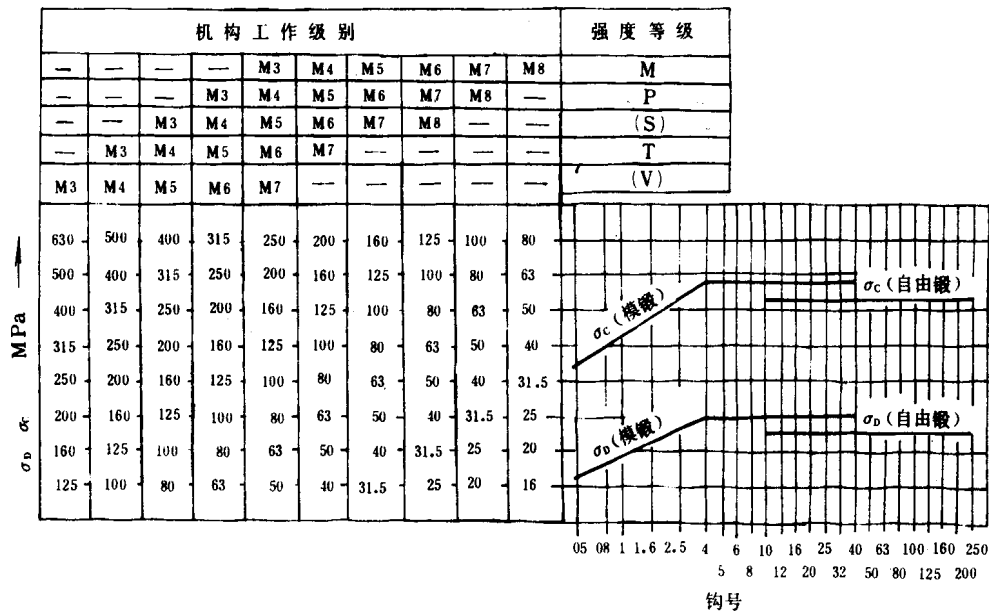 机构工作级别 强度等级
— — — — M3 M4 M5 M6 M7 M8 M
— — — M3 M4 M5 M6 M7 M8 — P
— — M3 M4 M5 M6 M7 M8 — — (S)
— M3 M4 M5 M6 M7 — — — — T
M3 M4 M5 M6 M7 — — — — — (V)
630 500 400 315 250 200 160 125 100 80
500 400 315 250 200 160 125 100 80 63
400 315 250 200 160 125 100 80 63 50
315 250 200 160 125 100 80 63 50 40
250 200 160 125 100 80 63 50 40 31.5
200 160 125 100 80 63 50 40 31.5 25
160 125 100 80 63 50 40 31.5 25 20
125 100 80 63 50 40 31.5 25 20 16
MPa
σD σC
σC(模锻)
σC(自由锻)
σD(模锻)
σD(自由锻)
05 08 1 1.6 2.5 4 6 10 16 25 40 63 100 160 250
5 8 12 20 32 50 80 125 200
钩号